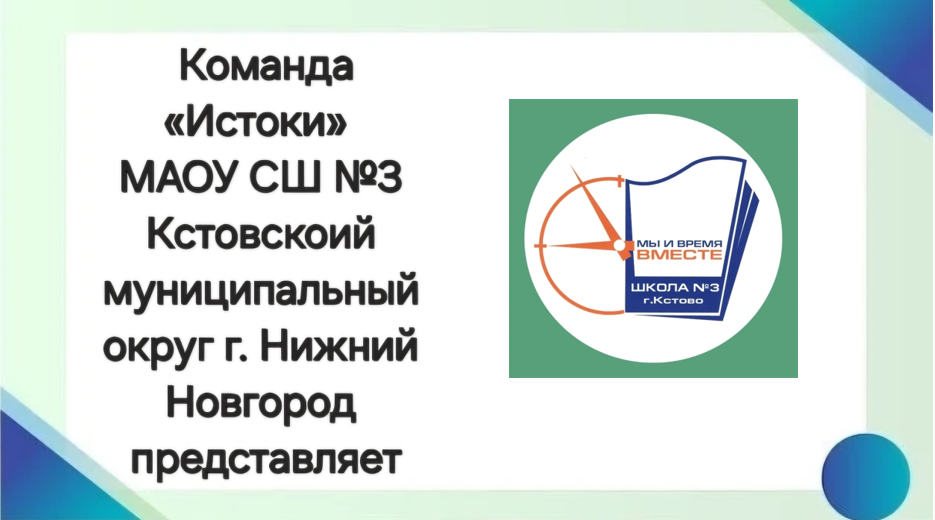 Команда
«Истоки»
МАОУ СШ №3
Кстовскоий
муниципальный
округ г. Нижний
Новгород
представляет
МЫ И ВРЕМЯ
ВМЕСТЕ
ШКОЛА №3
г.Кстово